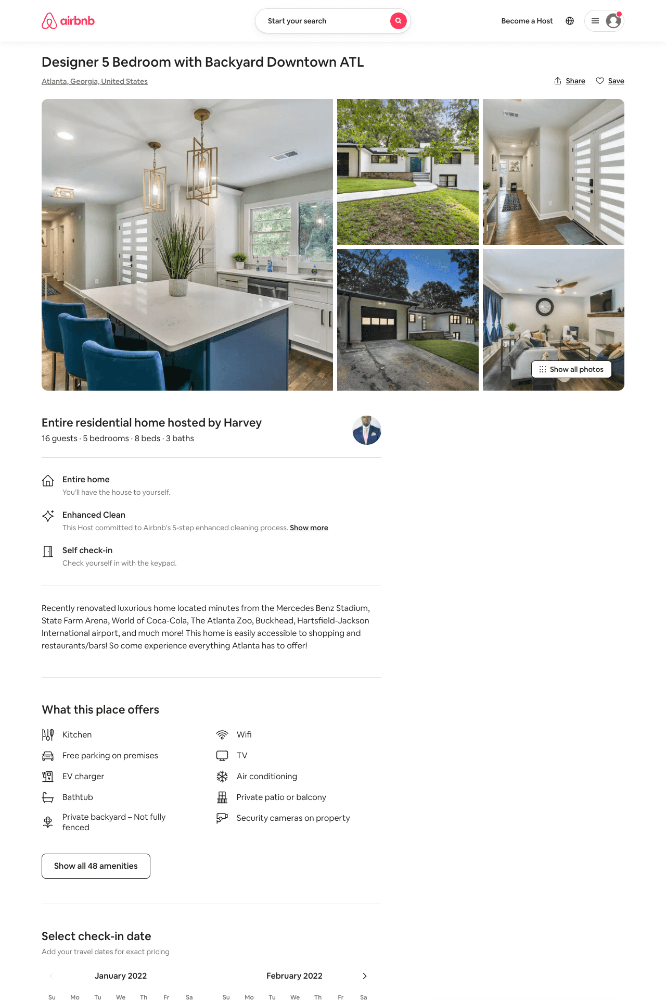 airbnb
Start your search
Become a Host
Designer 5 Bedroom with Backyard Downtown ATL
Atlanta, Georgia, United States
Share
Save
Show all photos
Entire residential home hosted by Harvey
16 guests · 5 bedrooms · 8 beds · 3 baths
Entire home
You’ll have the house to yourself.
Enhanced Clean
This Host committed to Airbnb's 5-step enhanced cleaning process. Show more
Self check-in
Check yourself in with the keypad.
Recently renovated luxurious home located minutes from the Mercedes Benz Stadium,
State Farm Arena, World of Coca-Cola, The Atlanta Zoo, Buckhead, Hartsfield-Jackson
International airport, and much more! This home is easily accessible to shopping and
restaurants/bars! So come experience everything Atlanta has to offer!
What this place offers
Kitchen
Wifi
Free parking on premises
TV
EV charger
Air conditioning
Bathtub
Private patio or balcony
Private backyard – Not fully
fenced
Security cameras on property
Show all 48 amenities
Select check-in date
Add your travel dates for exact pricing
January 2022
February 2022
Su Mo Tu We Th Fr Sa
Su Mo Tu We Th Fr Sa